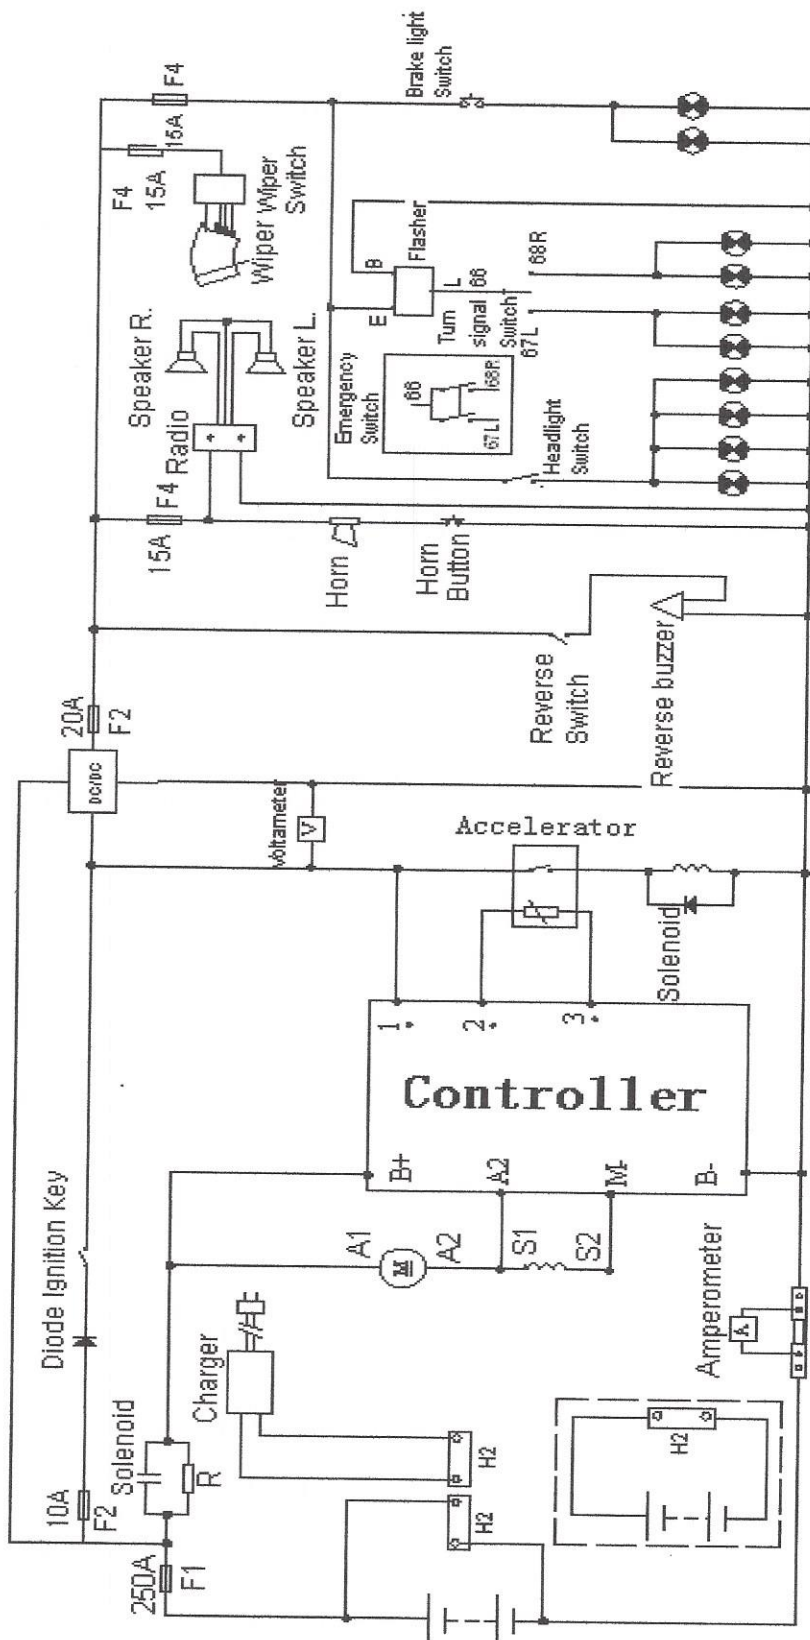 250A
F1
10A
F2
Solenoid
R
Diode Ignition Key
Charger
H2
H2
H2
A1
M
A2
S1
S2
Amperometer
A
B+
A2
M-
B-
Controller
1
2
3
Accelerator
Solenoid
Voltameter
V
DC/DC
20A
F2
Reverse
Switch
Reverse buzzer
15A
F4
Horn
Horn
Button
Radio
Speaker R.
Speaker L.
Wiper
Wiper
Switch
F4
15A
15A
F4
Emergency
Switch
66
67L
68R
Headlight
Switch
E
B
Flasher
L
66
Turn
signal
Switch
67L
68R
Brake light
Switch